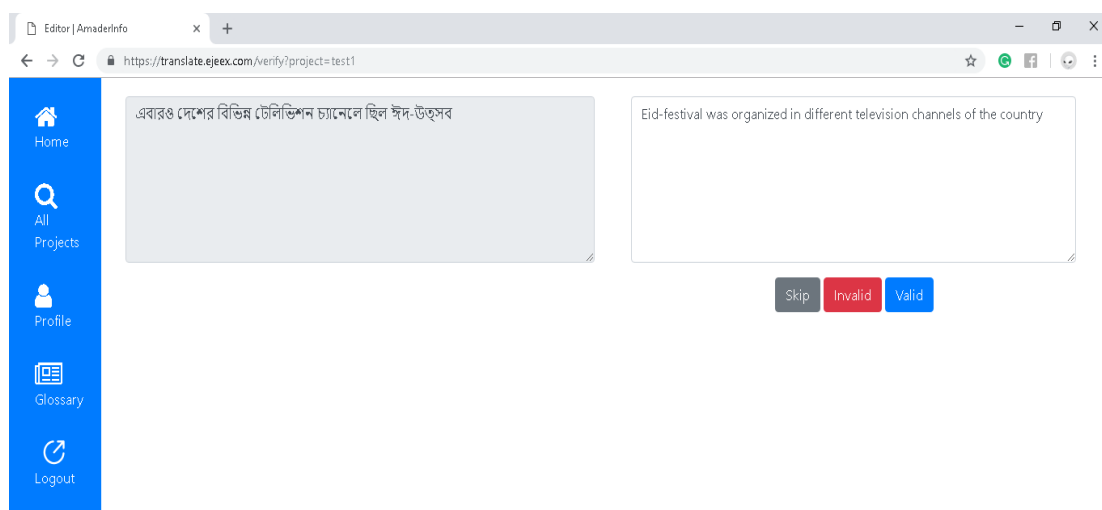 Editor | AmaderInfo
https://translate.ejeex.com/verify?project=test1
Home
All
Projects
Profile
Glossary
Logout
এবারও দেশের বিভিন্ন টেলিভিশন চ্যানেলে ছিল ঈদ-উত্সব
Eid-festival was organized in different television channels of the country
Skip Invalid Valid